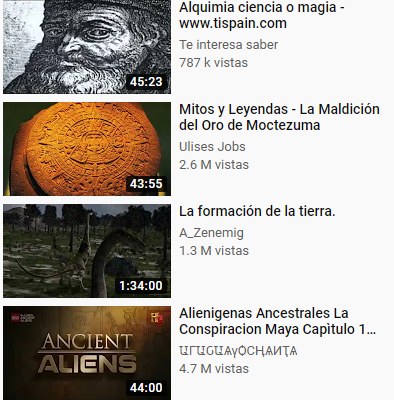 Alquimia ciencia o magia -
www.tispain.com
Te interesa saber
787 k vistas
45:23
Mitos y Leyendas - La Maldición
del Oro de Moctezuma
Ulises Jobs
2.6 M vistas
43:55
La formación de la tierra.
A_Zenemig
1.3 M vistas
1:34:00
Alienigenas Ancestrales La
Conspiracion Maya Capìtulo 1…
4.7 M vistas
ANCIENT
ALIENS
44:00